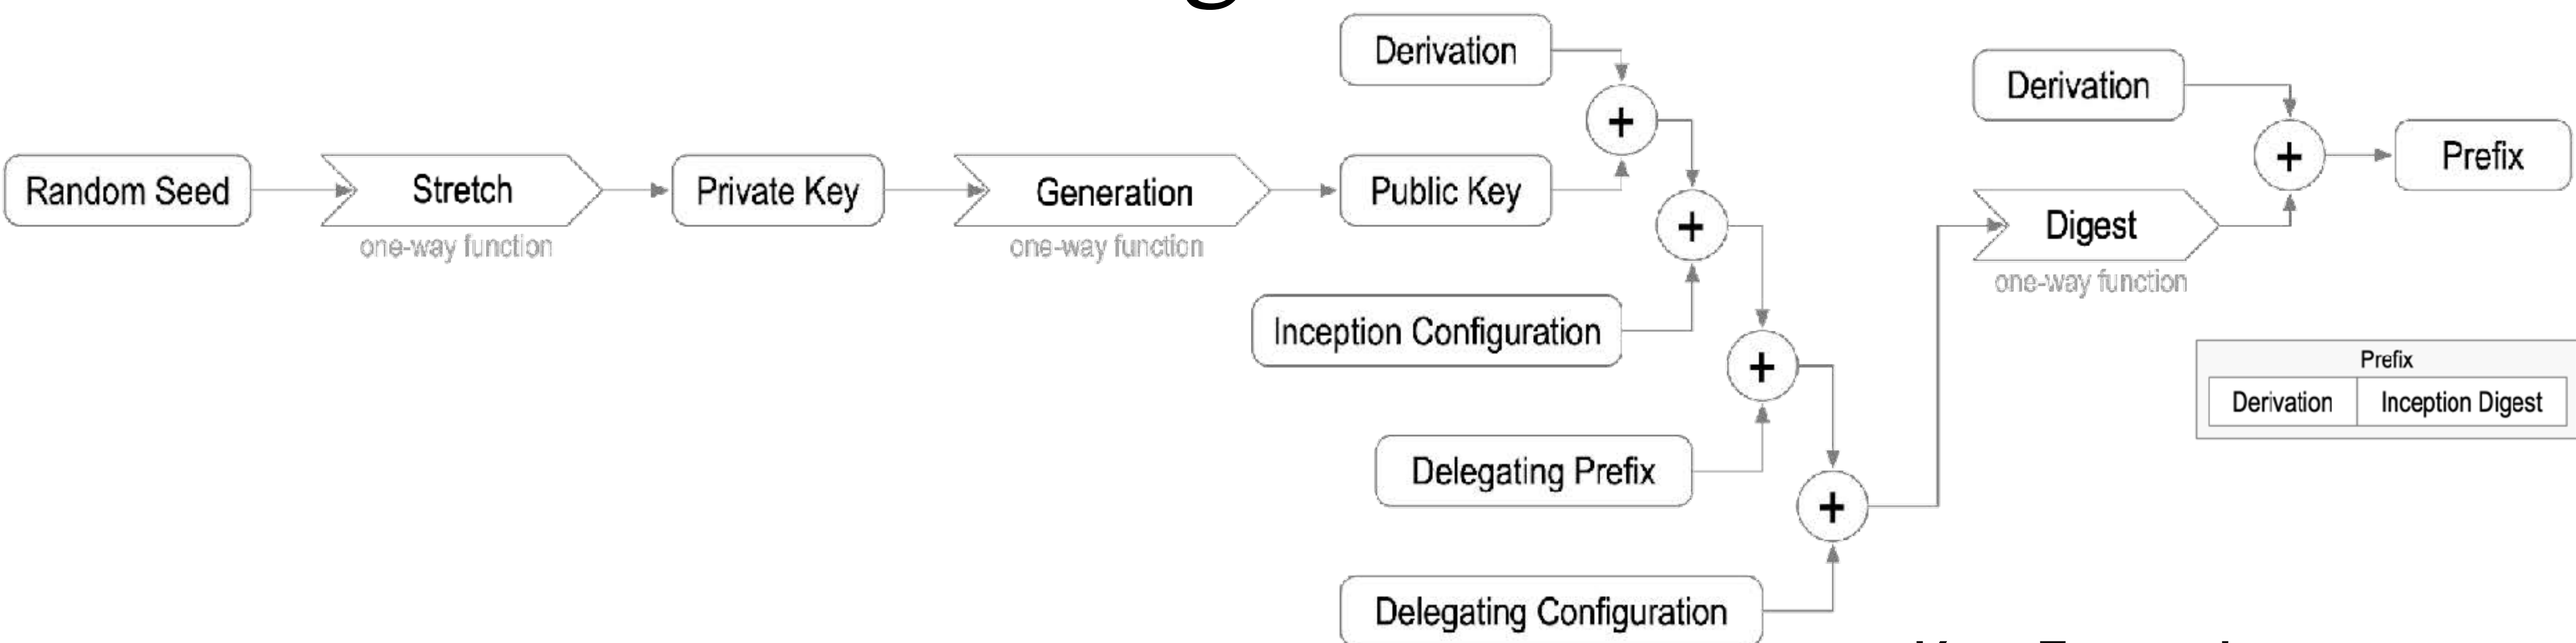 Derivation
Derivation
+
+
Prefix
Random Seed
Stretch
Private Key
Generation
Public Key
one-way function
one-way function
+
Digest
one-way function
Inception Configuration
+
Prefix
Derivation Inception Digest
Delegating Prefix
+
Delegating Configuration